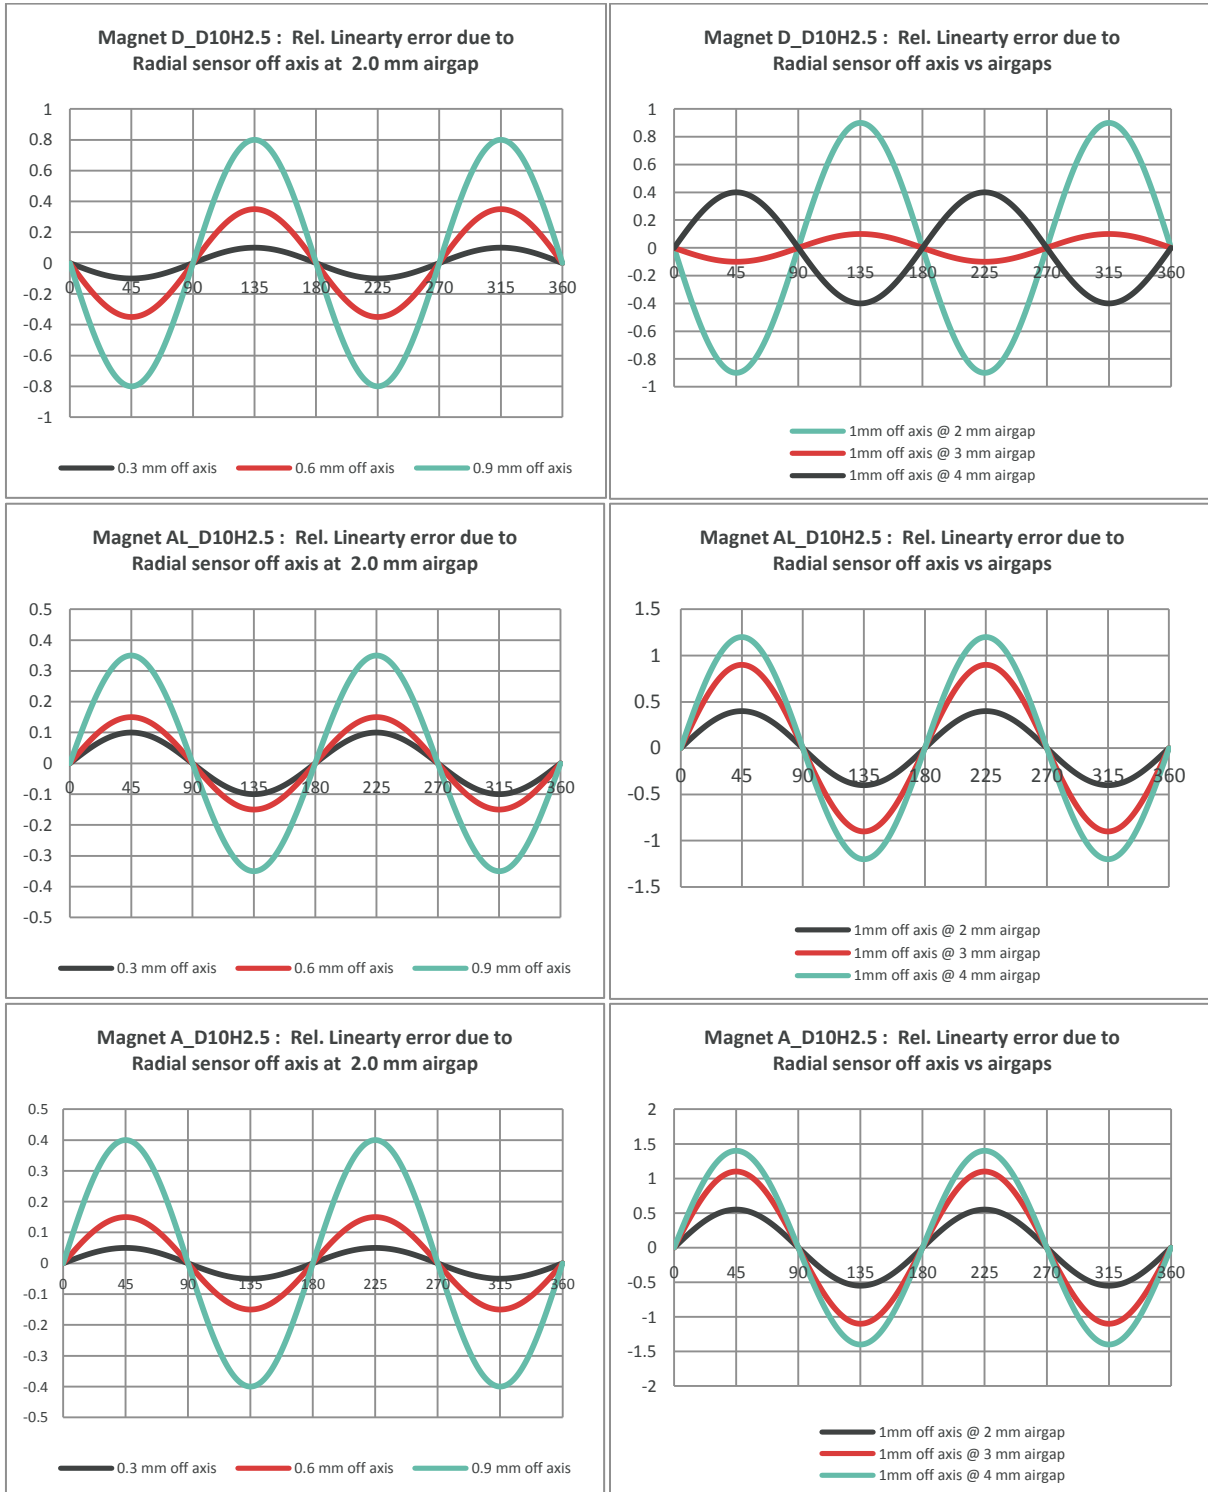 Magnet D_D10H2.5 :  Rel. Linearty error due to
Radial sensor off axis at  2.0 mm airgap
1
0.8
0.6
0.4
0.2
0
-0.2
-0.4
-0.6
-0.8
-1
0 45 90 135 180 225 270 315 360
0.3 mm off axis 0.6 mm off axis 0.9 mm off axis
Magnet D_D10H2.5 :  Rel. Linearty error due to
Radial sensor off axis vs airgaps
1
0.8
0.6
0.4
0.2
0
-0.2
-0.4
-0.6
-0.8
-1
0 45 90 135 180 225 270 315 360
1mm off axis @ 2 mm airgap
1mm off axis @ 3 mm airgap
1mm off axis @ 4 mm airgap
Magnet AL_D10H2.5 :  Rel. Linearty error due to
Radial sensor off axis at  2.0 mm airgap
0.5
0.4
0.3
0.2
0.1
0
-0.1
-0.2
-0.3
-0.4
-0.5
0 45 90 135 180 225 270 315 360
0.3 mm off axis 0.6 mm off axis 0.9 mm off axis
Magnet AL_D10H2.5 :  Rel. Linearty error due to
Radial sensor off axis vs airgaps
1.5
1
0.5
0
-0.5
-1
-1.5
0 45 90 135 180 225 270 315 360
1mm off axis @ 2 mm airgap
1mm off axis @ 3 mm airgap
1mm off axis @ 4 mm airgap
Magnet A_D10H2.5 :  Rel. Linearty error due to
Radial sensor off axis at  2.0 mm airgap
0.5
0.4
0.3
0.2
0.1
0
-0.1
-0.2
-0.3
-0.4
-0.5
0 45 90 135 180 225 270 315 360
0.3 mm off axis 0.6 mm off axis 0.9 mm off axis
Magnet A_D10H2.5 :  Rel. Linearty error due to
Radial sensor off axis vs airgaps
2
1.5
1
0.5
0
-0.5
-1
-1.5
-2
0 45 90 135 180 225 270 315 360
1mm off axis @ 2 mm airgap
1mm off axis @ 3 mm airgap
1mm off axis @ 4 mm airgap